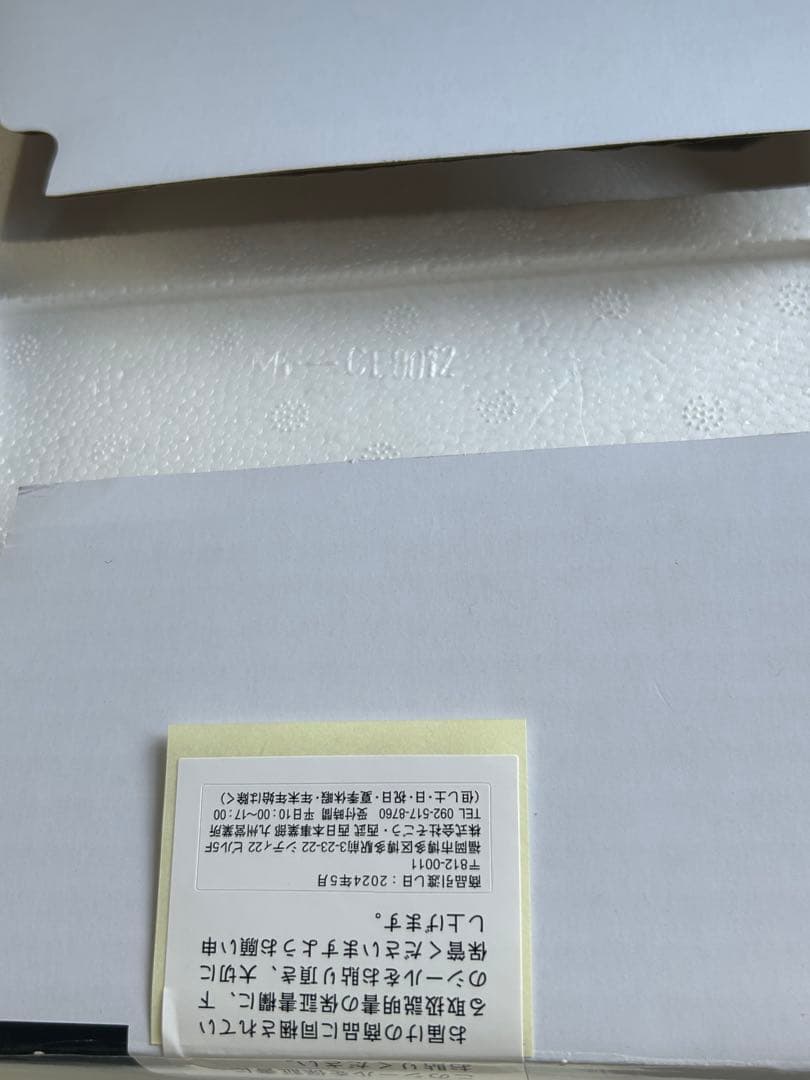 お届けの商品に同梱されてい
る取扱説明書の保証書欄に、下
のシールをお貼り頂き、大切に
保管くださいますようお願い申
し上げます。
商品引渡し日：2024年5月
〒812-0011
福岡市博多区博多駅前3-23-22 シティ22 ビル5F
株式会社そごう・西武 西日本事業部 九州営業所
TEL 092-517-8760 受付時間 平日10：00～17：00
（但し土・日・祝日・夏季休暇・年末年始は除く）